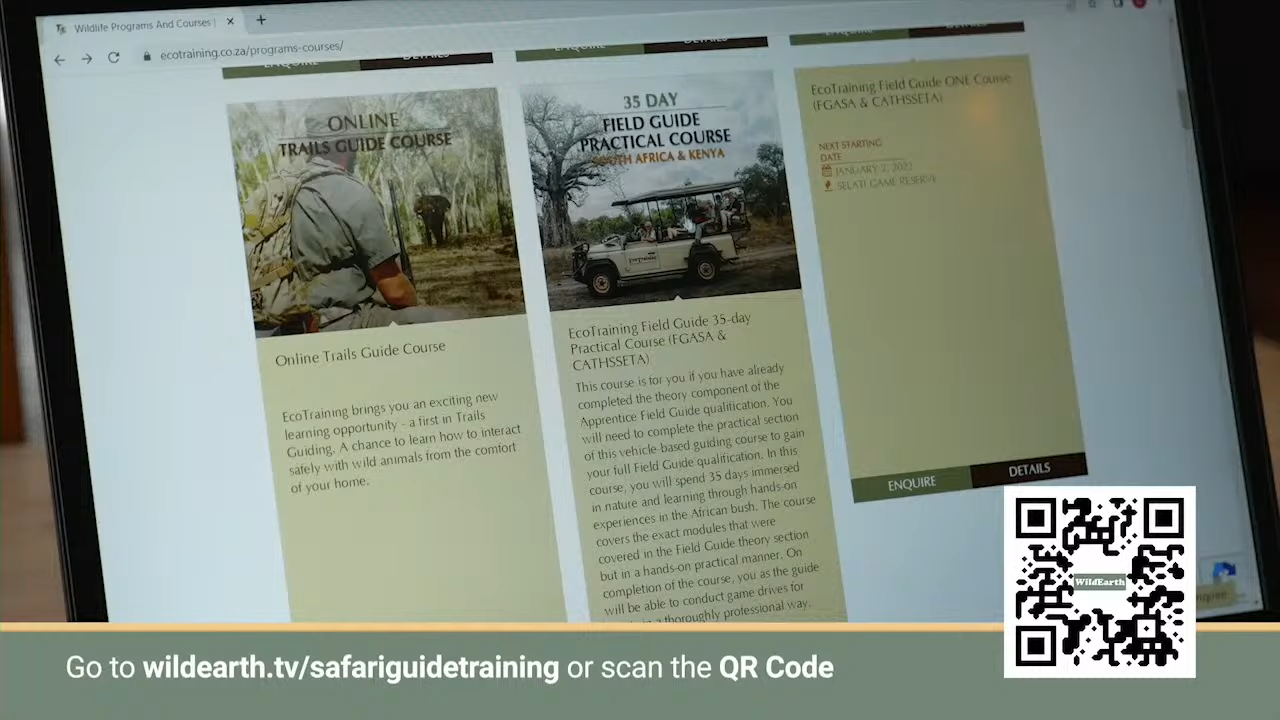 Wildlife Programs And Courses |
ecotraining.co.za/programs-courses/
ENQUIRE
DETAILS
ENQUIRE
DETAILS
ENQUIRE
DETAILS
ONLINE
TRAILS GUIDE COURSE
Online Trails Guide Course
EcoTraining brings you an exciting new
learning opportunity - a first in Trails
Guiding. A chance to learn how to interact
safely with wild animals from the comfort
of your home.
35 DAY
FIELD GUIDE
PRACTICAL COURSE
SOUTH AFRICA & KENYA
EcoTraining Field Guide 35-day
Practical Course (FGASA &
CATHSSETA)
This course is for you if you have already
completed the theory component of the
Apprentice Field Guide qualification. You
will need to complete the practical section
of this vehicle-based guiding course to gain
your full Field Guide qualification. In this
course, you will spend 35 days immersed
in nature and learning through hands-on
experiences in the African bush. The course
covers the exact modules that were
covered in the Field Guide theory section
but in a hands-on practical manner. On
completion of the course, you as the guide
will be able to conduct game drives for
a thoroughly professional way.
EcoTraining Field Guide ONE Course
(FGASA & CATHSSETA)
NEXT STARTING
DATE
JANUARY 2,
SELATI GAME RESERVE
ENQUIRE
DETAILS
WildEarth
Go to wildearth.tv/safariguidetraining or scan the QR Code